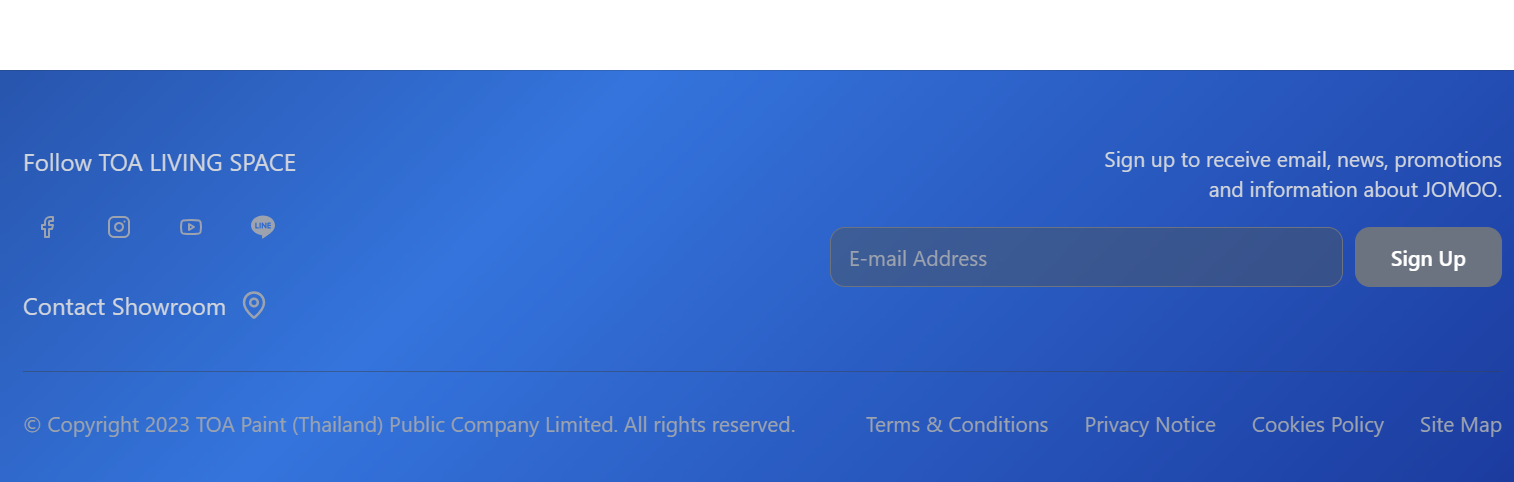 Follow TOA LIVING SPACE
LINE
Contact Showroom
Sign up to receive email, news, promotions
and information about JOMOO.
E-mail Address
Sign Up
© Copyright 2023 TOA Paint (Thailand) Public Company Limited. All rights reserved.
Terms & Conditions Privacy Notice Cookies Policy Site Map